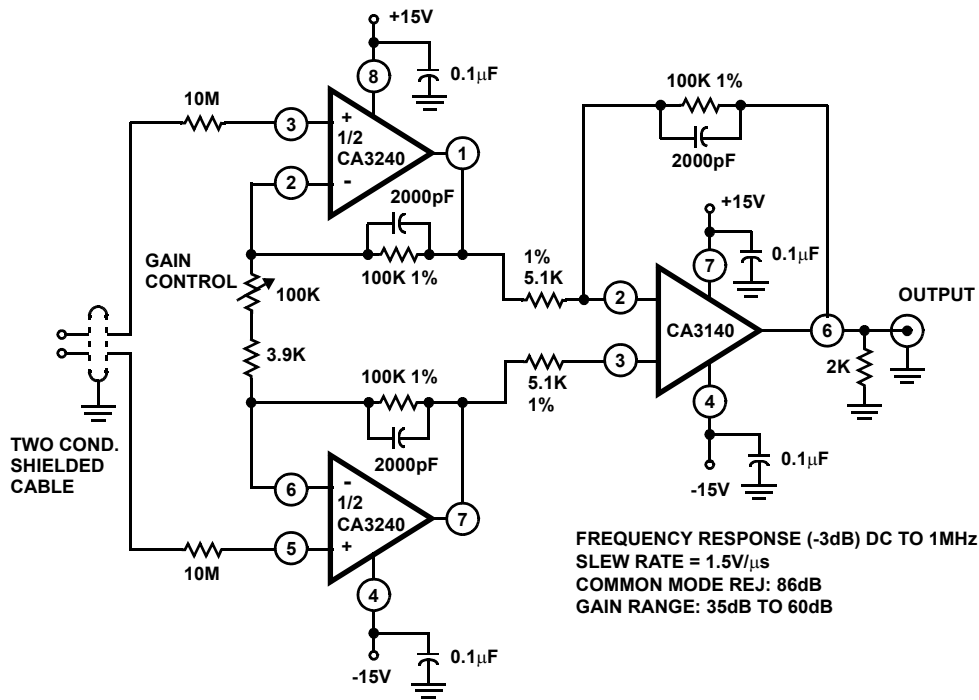 +15V
8
0.1μF
10M
3
+
1/2
CA3240
1
2
-
2000pF
100K 1%
GAIN
CONTROL
100K
3.9K
100K 1%
2000pF
TWO COND.
SHIELDED
CABLE
6
-
1/2
CA3240
7
5
+
10M
4
0.1μF
-15V
1%
5.1K
5.1K
1%
100K 1%
2000pF
+15V
0.1μF
7
2
CA3140
3
6
OUTPUT
2K
4
0.1μF
-15V
FREQUENCY RESPONSE (-3dB) DC TO 1MHz
SLEW RATE = 1.5V/μs
COMMON MODE REJ: 86dB
GAIN RANGE: 35dB TO 60dB